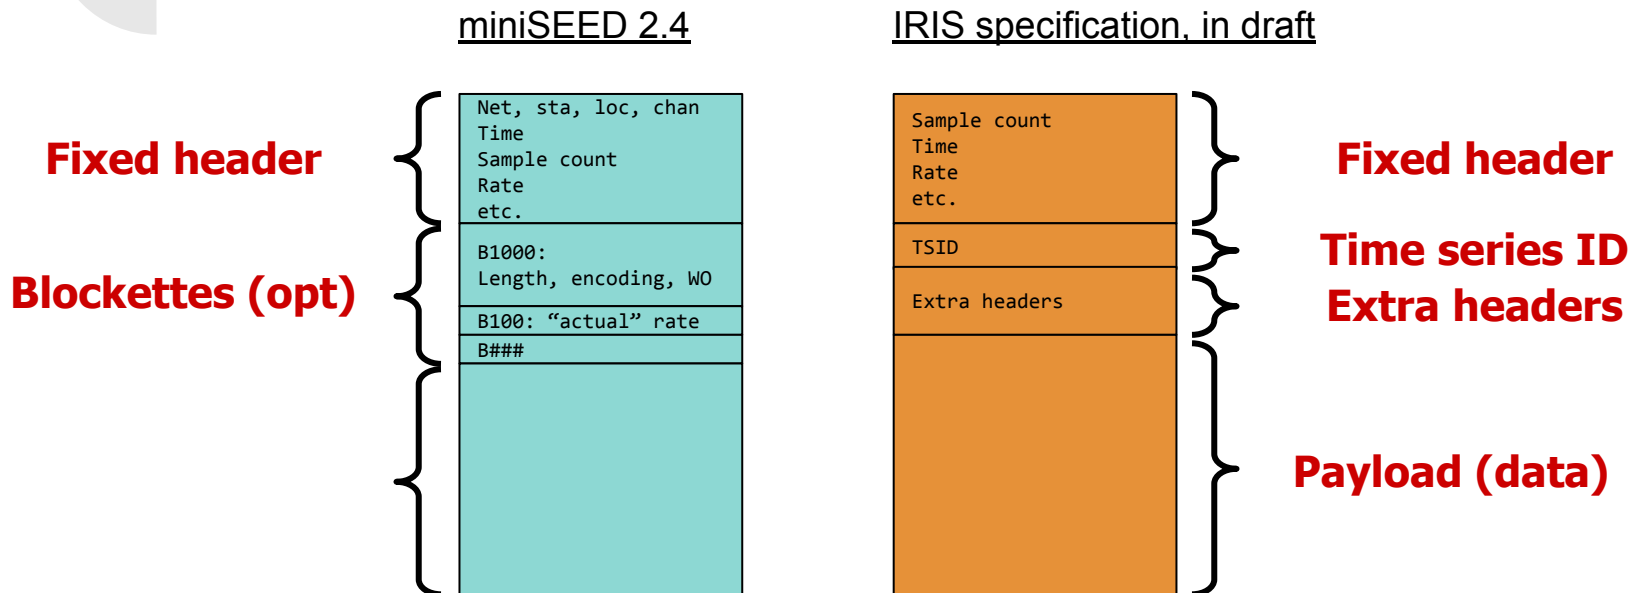 miniSEED 2.4
IRIS specification, in draft
Fixed header
Net, sta, loc, chan
Time
Sample count
Rate
etc.
Blockettes (opt)
B1000:
Length, encoding, WO
B100: “actual” rate
B###
Sample count
Time
Rate
etc.
Fixed header
TSID
Time series ID
Extra headers
Extra headers
Payload (data)